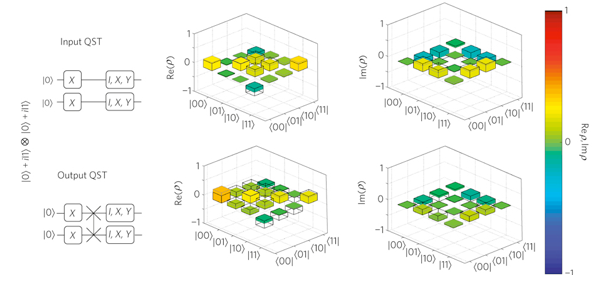 |0⟩ + i|1⟩ ⊗ |0⟩ + i|1⟩
Input QST
|0⟩ X I, X, Y
|0⟩ X I, X, Y
Re(ρ)
1
0
−1
|00⟩ |01⟩ |10⟩ |11⟩
⟨00| ⟨01| ⟨10| ⟨11|
Im(ρ)
1
0
−1
|00⟩ |01⟩ |10⟩ |11⟩
⟨00| ⟨01| ⟨10| ⟨11|
Output QST
|0⟩ X I, X, Y
|0⟩ X I, X, Y
Re(ρ)
1
0
−1
|00⟩ |01⟩ |10⟩ |11⟩
⟨00| ⟨01| ⟨10| ⟨11|
Im(ρ)
1
0
−1
|00⟩ |01⟩ |10⟩ |11⟩
⟨00| ⟨01| ⟨10| ⟨11|
1
0
−1
Re ρ, Im ρ